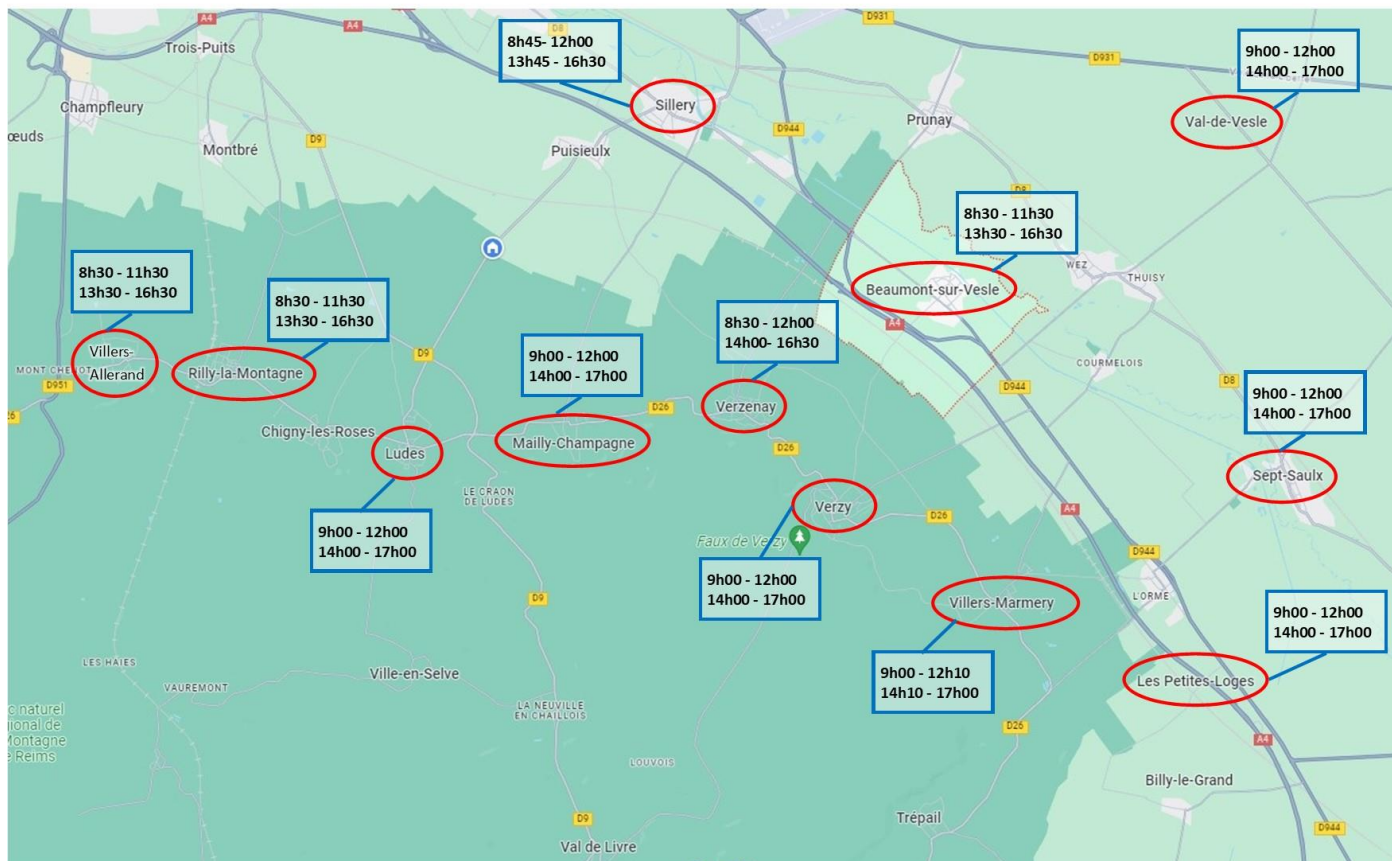 D931
A4
D8
A4
8h45- 12h00
13h45 - 16h30
9h00 - 12h00
14h00 - 17h00
Trois-Puits
D931
Champfleury
Sillery
Prunay
Val-de-Vesle
œuds
D9
D944
Montbré
Puisieulx
D8
8h30 - 11h30
13h30 - 16h30
8h30 - 11h30
13h30 - 16h30
WEZ
THUISY
8h30 - 11h30
13h30 - 16h30
Beaumont-sur-Vesle
8h30 - 12h00
14h00- 16h30
A4
9h00 - 12h00
14h00 - 17h00
Villers-
Allerand
MONT CHENOT
D951
Rilly-la-Montagne
D9
COURMELOIS
D8
D944
9h00 - 12h00
14h00 - 17h00
26
D26
Verzenay
Chigny-les-Roses
Ludes
Mailly-Champagne
D26
Sept-Saulx
LE CRAON
DE LUDES
Verzy
A4
D26
9h00 - 12h00
14h00 - 17h00
Faux de Verzy
D944
9h00 - 12h00
14h00 - 17h00
D9
Villers-Marmery
L'ORME
9h00 - 12h00
14h00 - 17h00
LES HAIES
Ville-en-Selve
VAUREMONT
9h00 - 12h10
14h10 - 17h00
Les Petites-Loges
LA NEUVILLE
EN CHAILLOIS
c naturel
ional de
Montagne
e Reims
D26
A4
LOUVOIS
Billy-le-Grand
D9
Trépail
D944
Val de Livre